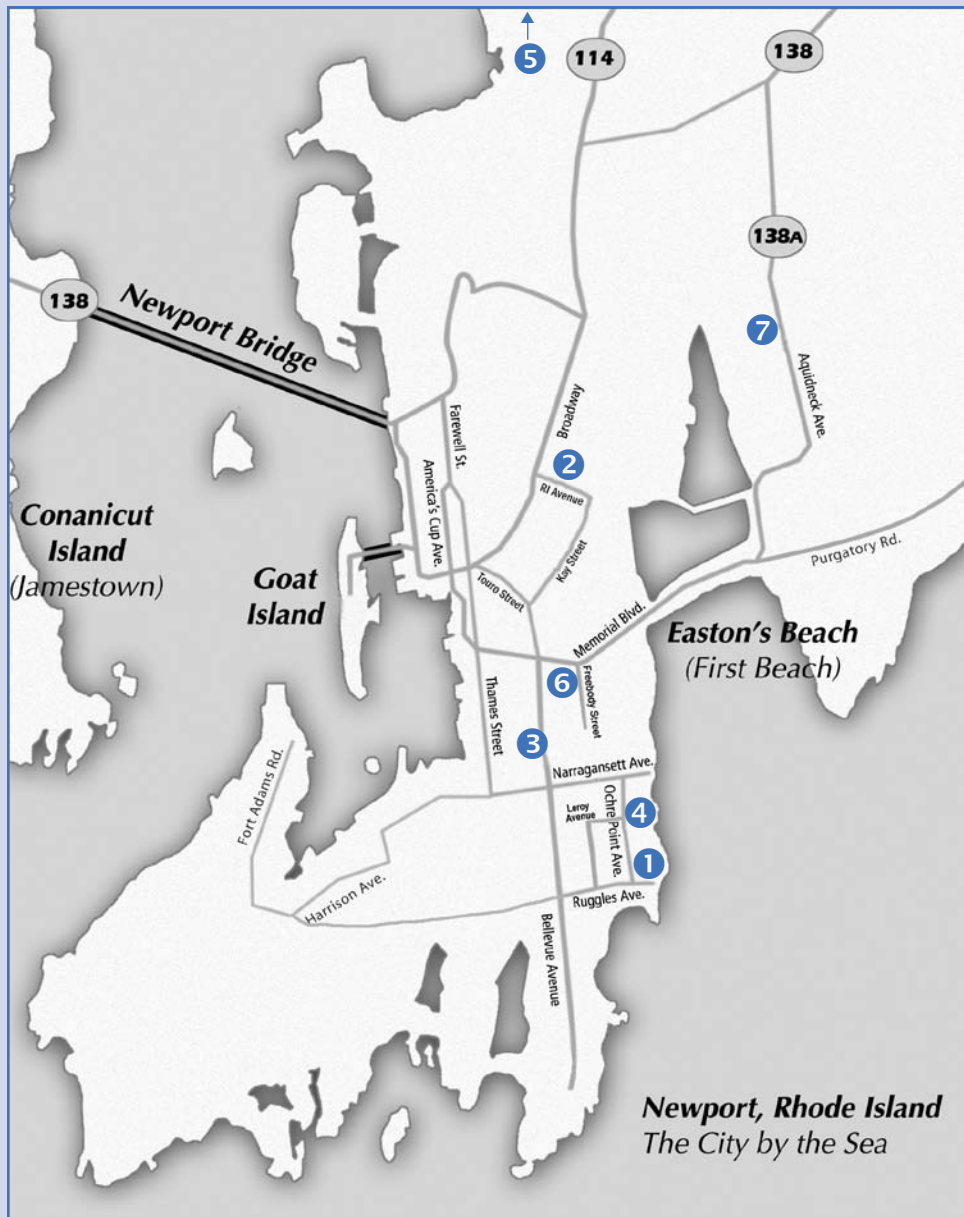 5
114
138
138A
138
Newport Bridge
7
Aquidneck Ave.
Farewell St.
Broadway
2
RI Avenue
America's Cup Ave.
Conanicut
Island
(Jamestown)
Goat
Island
Kay Street
Touro Street
Purgatory Rd.
Memorial Blvd.
Easton's Beach
(First Beach)
6
Freebody Street
Thames Street
3
Narragansett Ave.
Fort Adams Rd.
Leroy
Avenue
Ochre Point Ave.
4
1
Harrison Ave.
Ruggles Ave.
Bellevue Avenue
Newport, Rhode Island
The City by the Sea